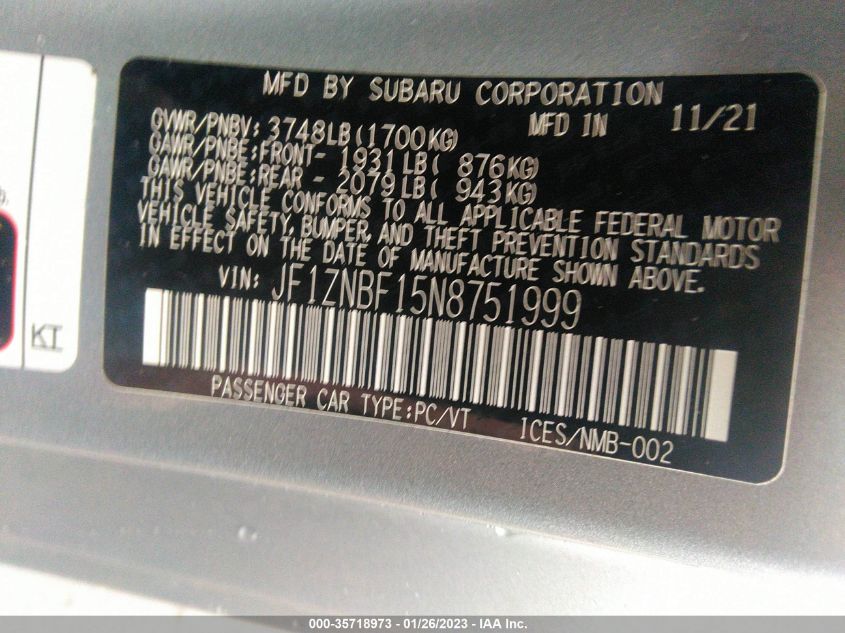 MFD BY SUBARU CORPORATION
MFD IN 11/21
GVWR/PNBV: 3748LB(1700KG)
GAWR/PNBE:FRONT- 1931LB( 876KG)
GAWR/PNBE:REAR - 2079LB( 943KG)
THIS VEHICLE CONFORMS TO ALL APPLICABLE FEDERAL MOTOR
VEHICLE SAFETY, BUMPER, AND THEFT PREVENTION STANDARDS
IN EFFECT ON THE DATE OF MANUFACTURE SHOWN ABOVE.
VIN: JF1ZNBF15N8751999
PASSENGER CAR TYPE:PC/VT
ICES/NMB-002
KT
000-35718973 - 01/26/2023 - IAA Inc.